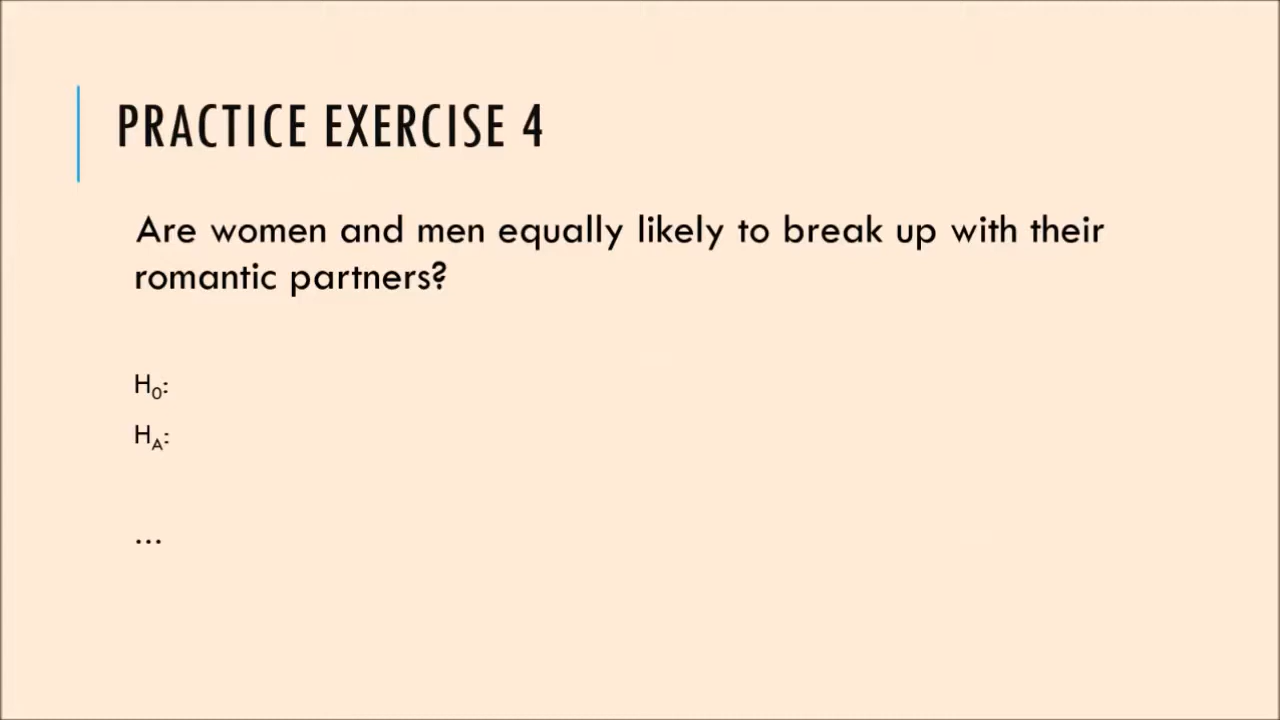 PRACTICE EXERCISE 4
Are women and men equally likely to break up with their
romantic partners?
H₀:
Hₐ:
...